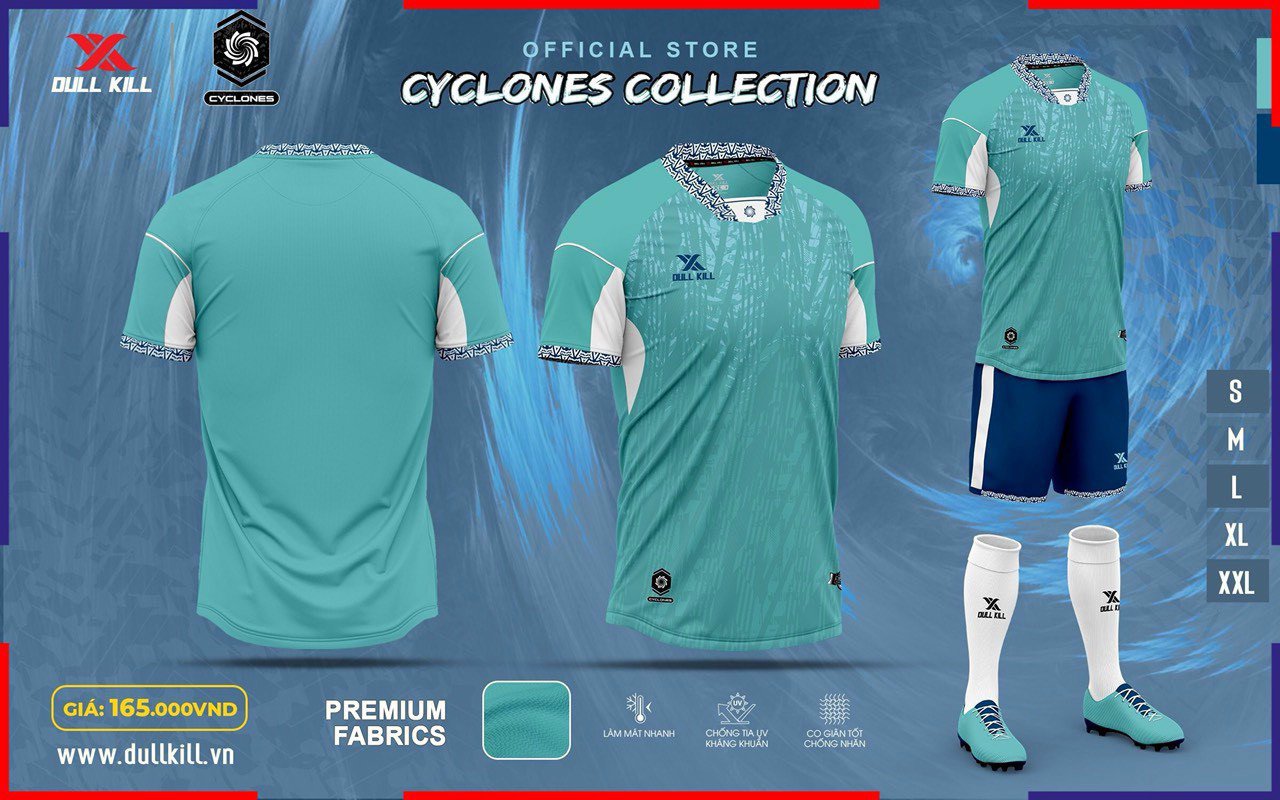 DULL KILL
CYCLONES
OFFICIAL STORE
CYCLONES COLLECTION
DULL KILL
CYCLONES
DULL KILL
CYCLONES
DULL KILL
DULL KILL
DULL KILL
S
M
L
XL
XXL
GIÁ: 165.000VND
www.dullkill.vn
PREMIUM
FABRICS
LÀM MÁT NHANH
UV
CHỐNG TIA UV
KHÁNG KHUẨN
CO GIÃN TỐT
CHỐNG NHĂN